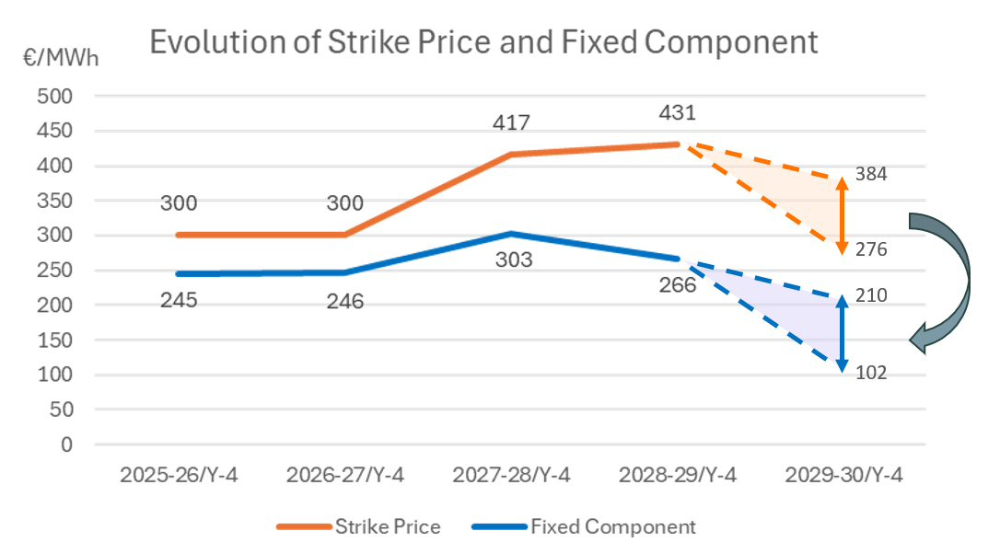 Evolution of Strike Price and Fixed Component
€/MWh
500
450
400
350
300
250
200
150
100
50
0
300
300
417
431
384
276
245
246
303
266
210
102
2025-26/Y-4
2026-27/Y-4
2027-28/Y-4
2028-29/Y-4
2029-30/Y-4
Strike Price
Fixed Component